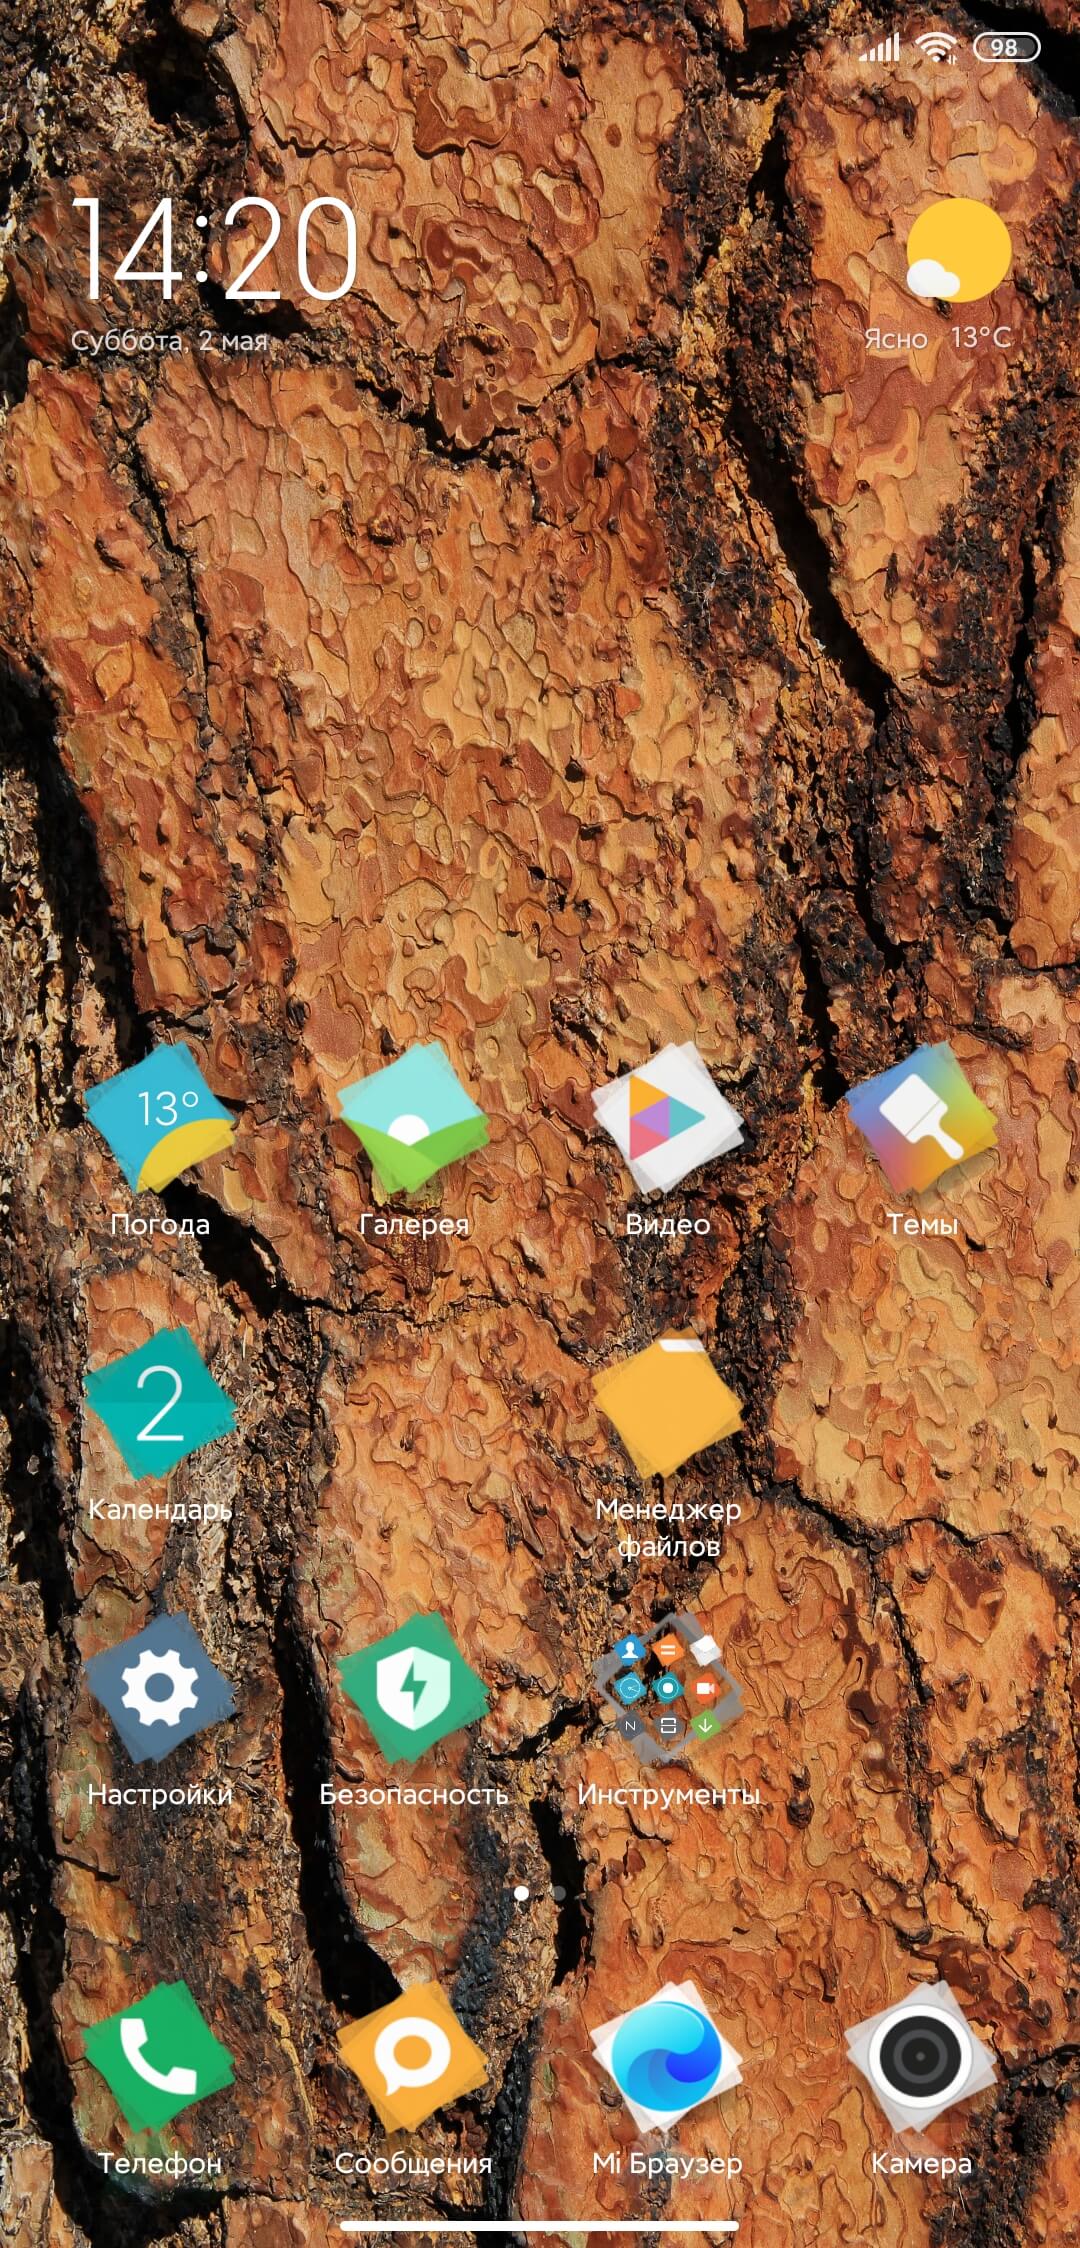 98
14:20
Суббота, 2 мая
Ясно 13°C
13°
Погода
Галерея
Видео
Темы
2
Календарь
Менеджер
файлов
N
Настройки
Безопасность
Инструменты
Телефон
Сообщения
Mi Браузер
Камера